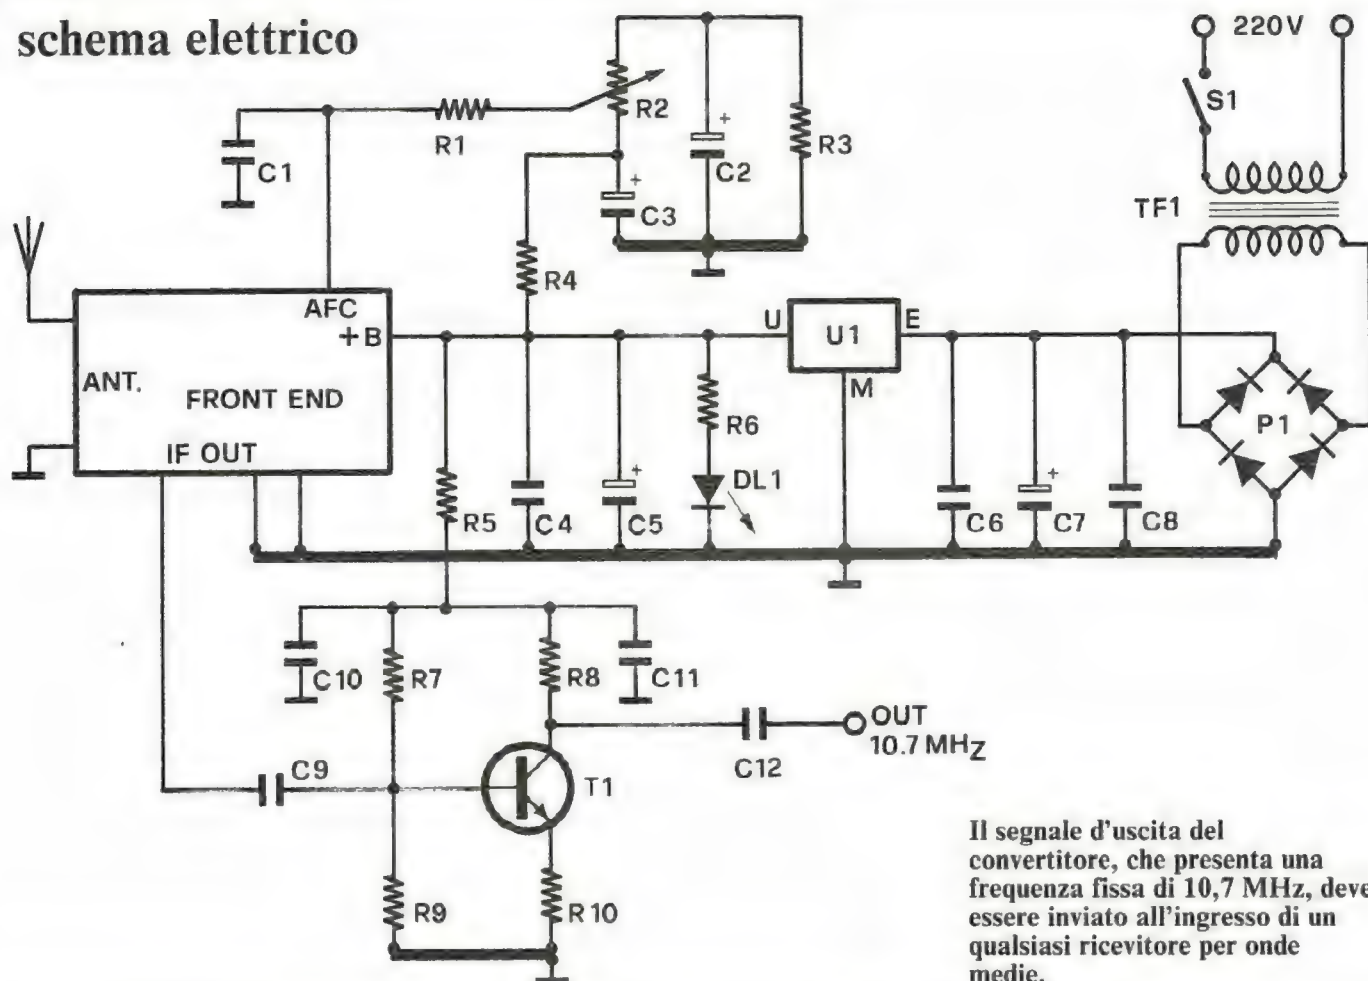 schema elettrico
220V
S1
R2
R1
C2
R3
C1
C3
TF1
R4
AFC
+B
U
U1
E
M
ANT.
FRONT END
R6
P1
IF OUT
DL1
R5
C4
C5
C6
C7
C8
C10
R7
R8
C11
OUT
10.7 MHz
C9
C12
T1
R9
R10
Il segnale d'uscita del
convertitore, che presenta una
frequenza fissa di 10,7 MHz, deve
essere inviato all'ingresso di un
qualsiasi ricevitore per onde
medie.
+
+
+
+